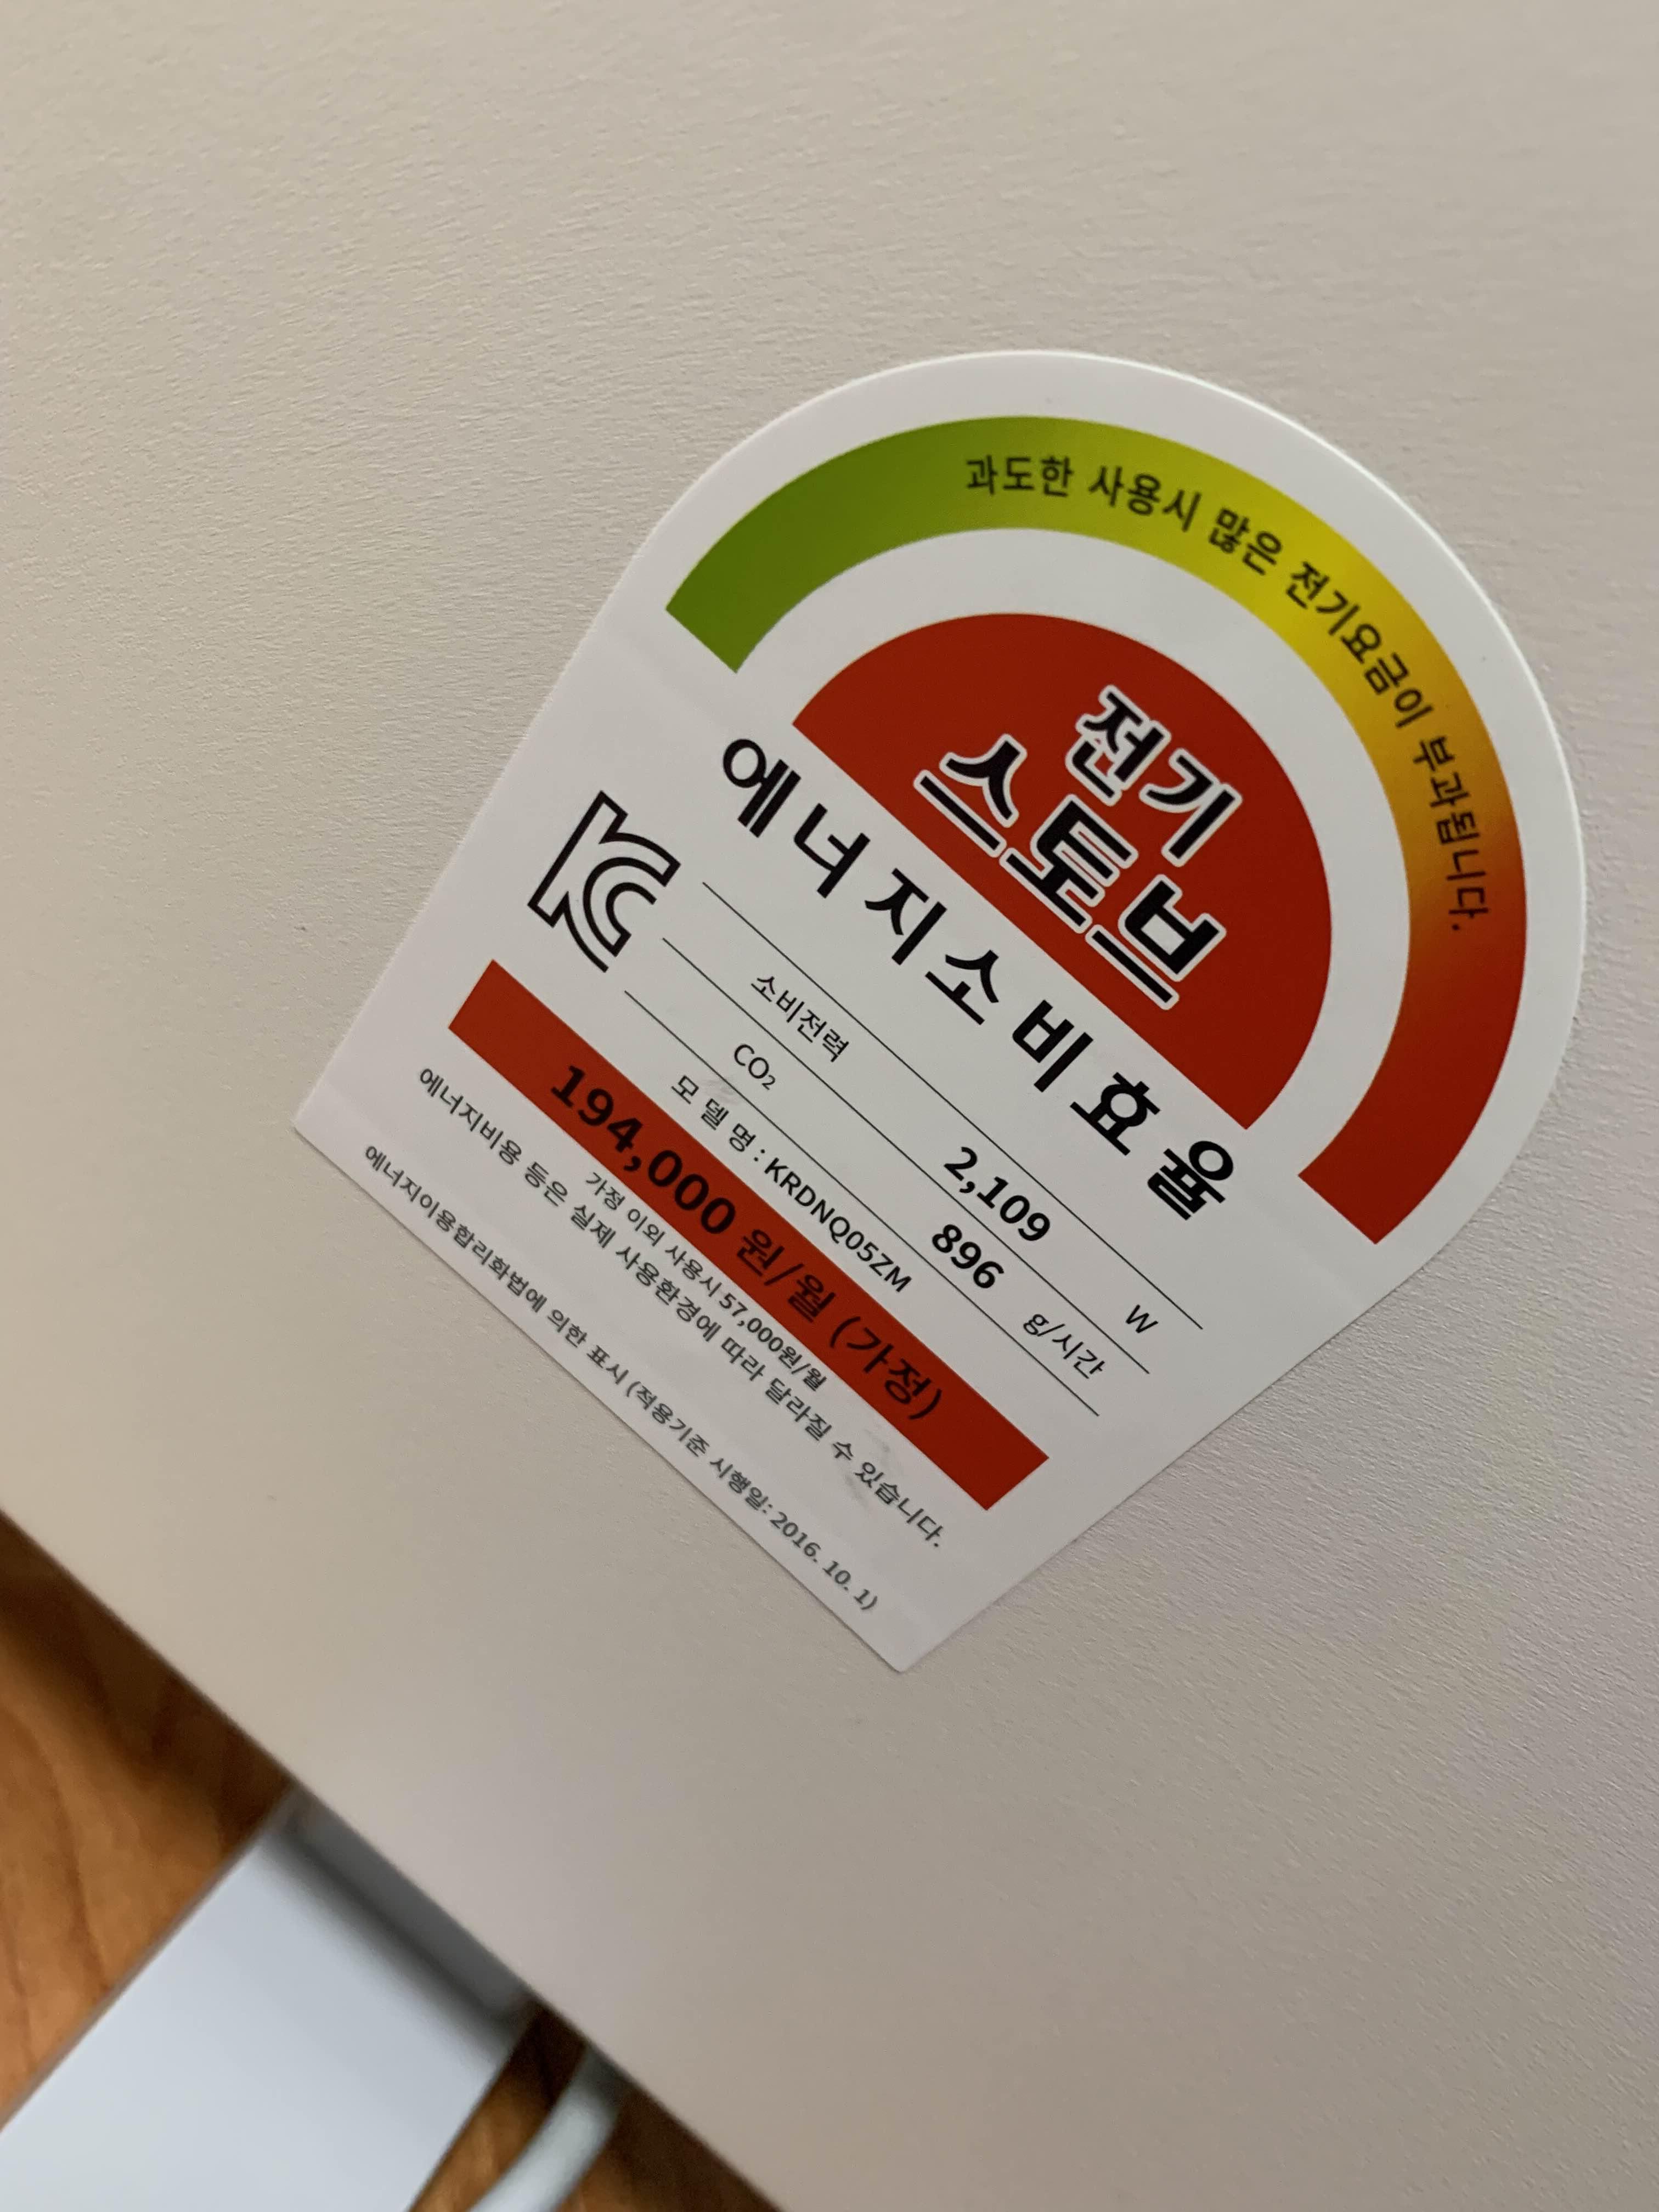 과도한 사용시 많은 전기요금이 부과됩니다.
전기
스토브
에너지소비효율
소비전력 2,109 W
CO₂ 896 g/시간
모 델 명 : KRDNQ05ZM
194,000 원/월 (가정)
가정 이외 사용시 57,000원/월
에너지비용 등은 실제 사용환경에 따라 달라질 수 있습니다.
에너지이용합리화법에 의한 표시 (적용기준 시행일: 2016. 10. 1)